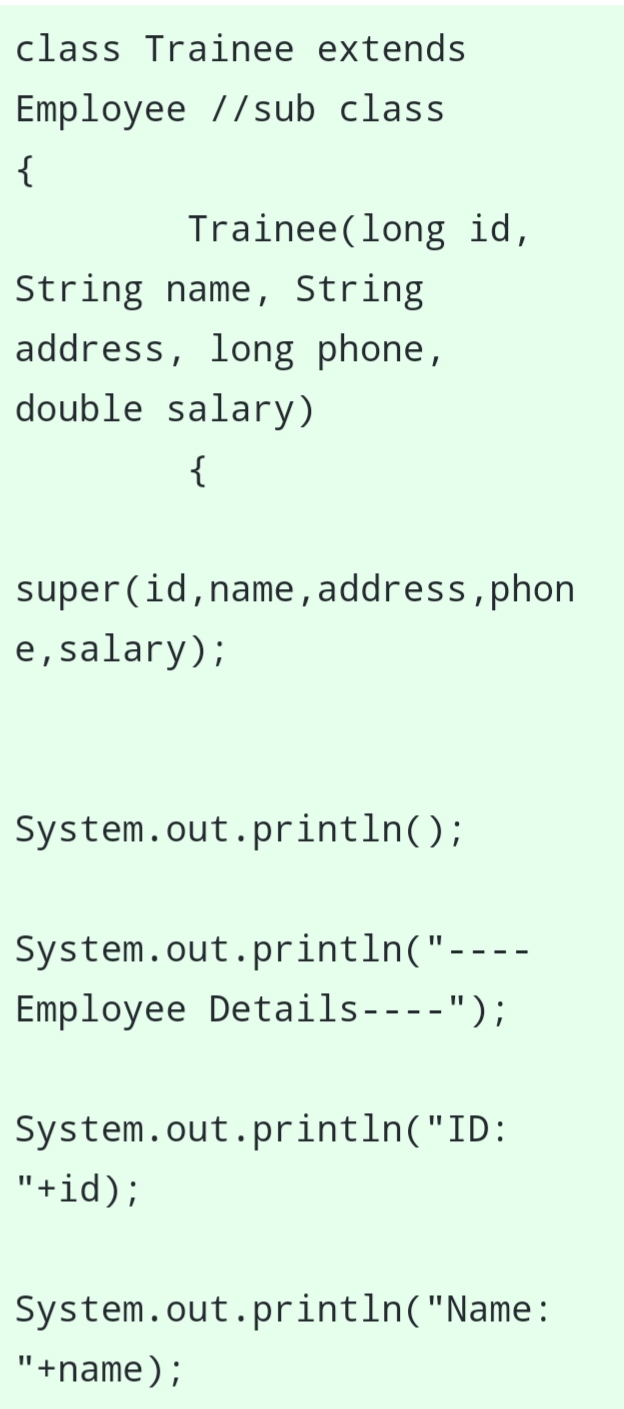 class Trainee extends
Employee //sub class
{
        Trainee(long id,
String name, String
address, long phone,
double salary)
        {
super(id,name,address,phon
e,salary);
System.out.println();
System.out.println("----
Employee Details----");
System.out.println("ID:
"+id);
System.out.println("Name:
"+name);